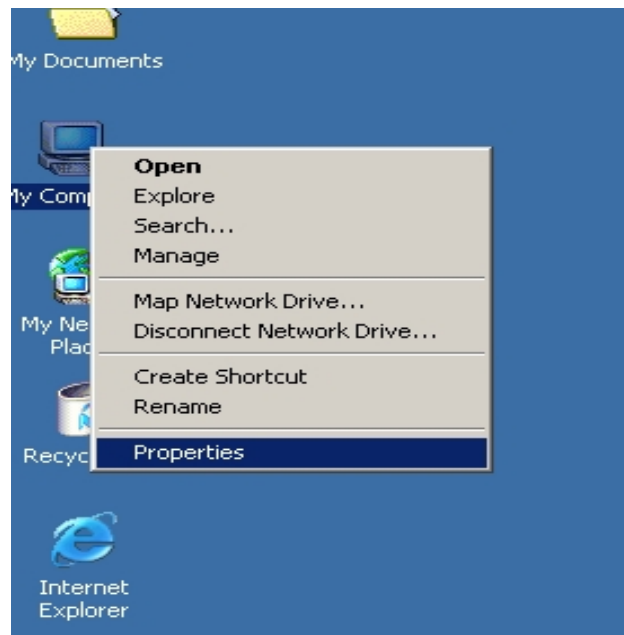 My Documents
My Comp
Open
Explore
Search...
Manage
Map Network Drive...
Disconnect Network Drive...
Create Shortcut
Rename
Properties
My Ne
Plac
Recyc
Internet
Explorer